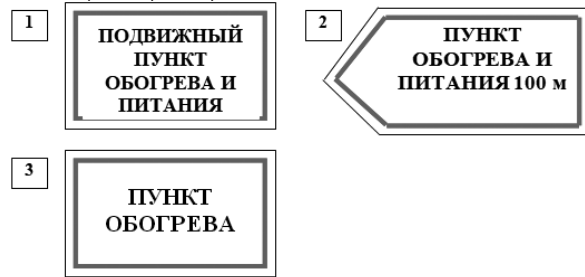 1
ПОДВИЖНЫЙ
ПУНКТ
ОБОГРЕВА И
ПИТАНИЯ
2
ПУНКТ
ОБОГРЕВА И
ПИТАНИЯ 100 м
3
ПУНКТ
ОБОГРЕВА